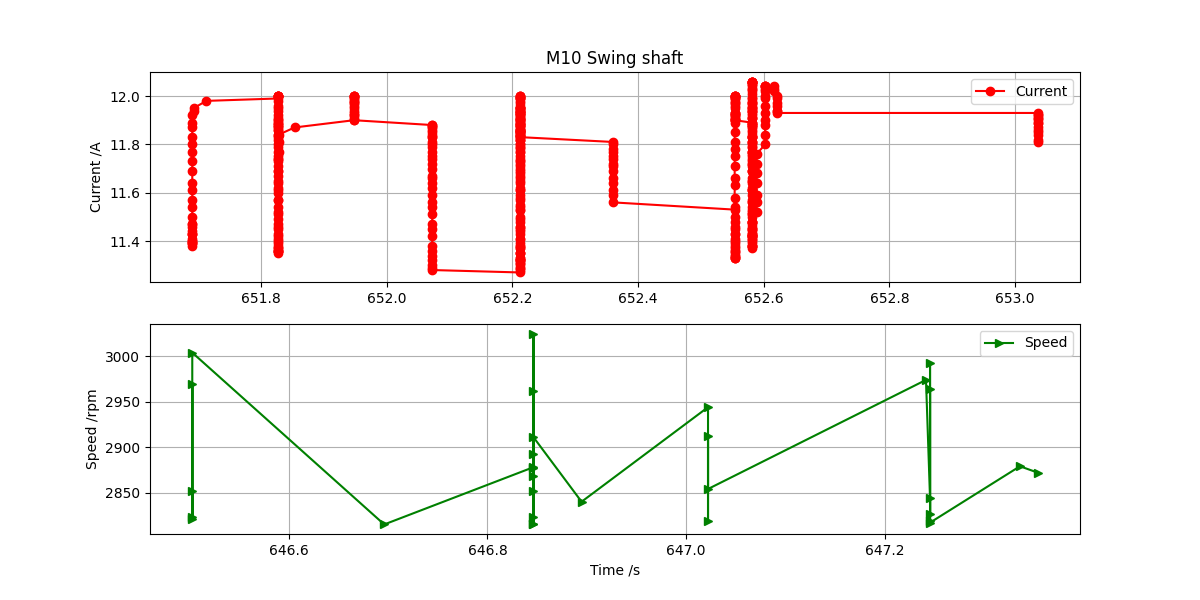 M10 Swing shaft
Current /A
12.0
11.8
11.6
11.4
Current
651.8 652.0 652.2 652.4 652.6 652.8 653.0
Speed /rpm
3000
2950
2900
2850
Speed
646.6 646.8 647.0 647.2
Time /s